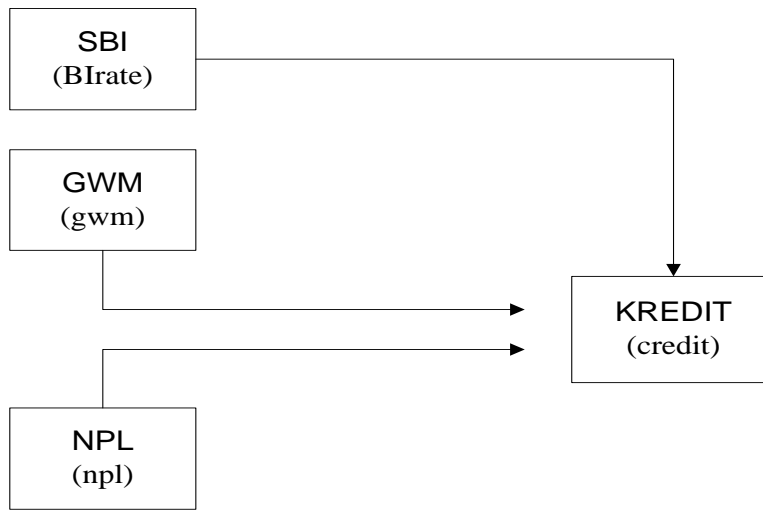 SBI
(BIrate)
GWM
(gwm)
KREDIT
(credit)
NPL
(npl)